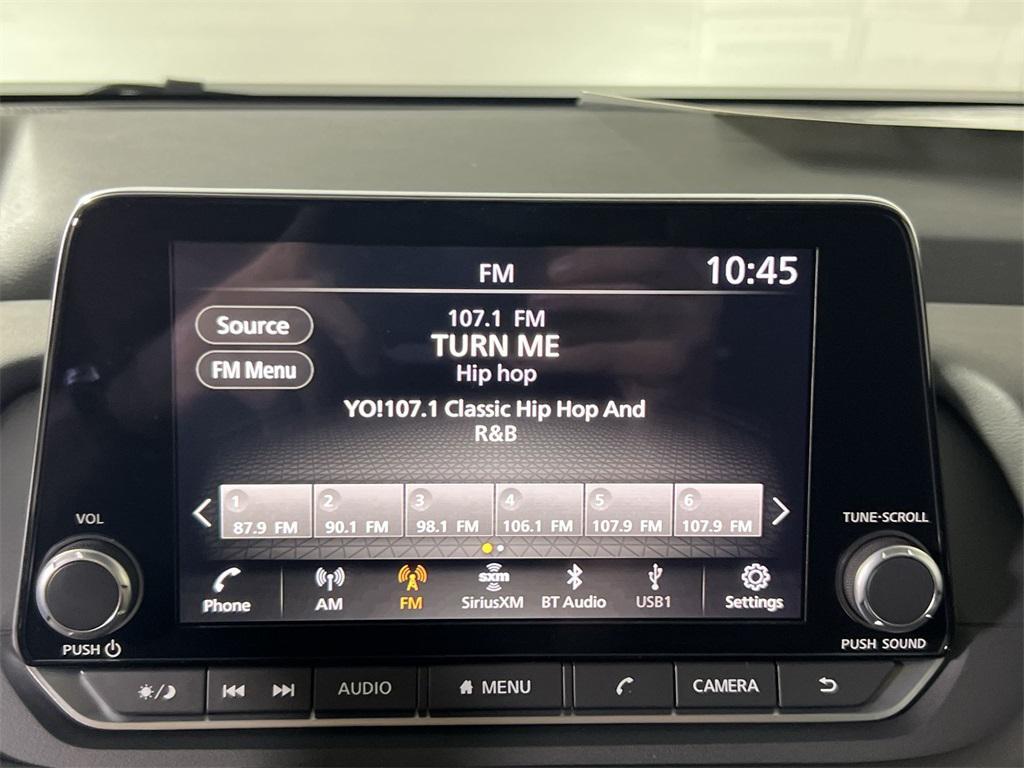 FM
10:45
Source
FM Menu
107.1 FM
TURN ME
Hip hop
YO!107.1 Classic Hip Hop And
R&B
1
87.9 FM
2
90.1 FM
3
98.1 FM
4
106.1 FM
5
107.9 FM
6
107.9 FM
VOL
TUNE·SCROLL
Phone
AM
FM
sxm
SiriusXM
BT Audio
USB1
Settings
PUSH
PUSH SOUND
AUDIO
MENU
CAMERA